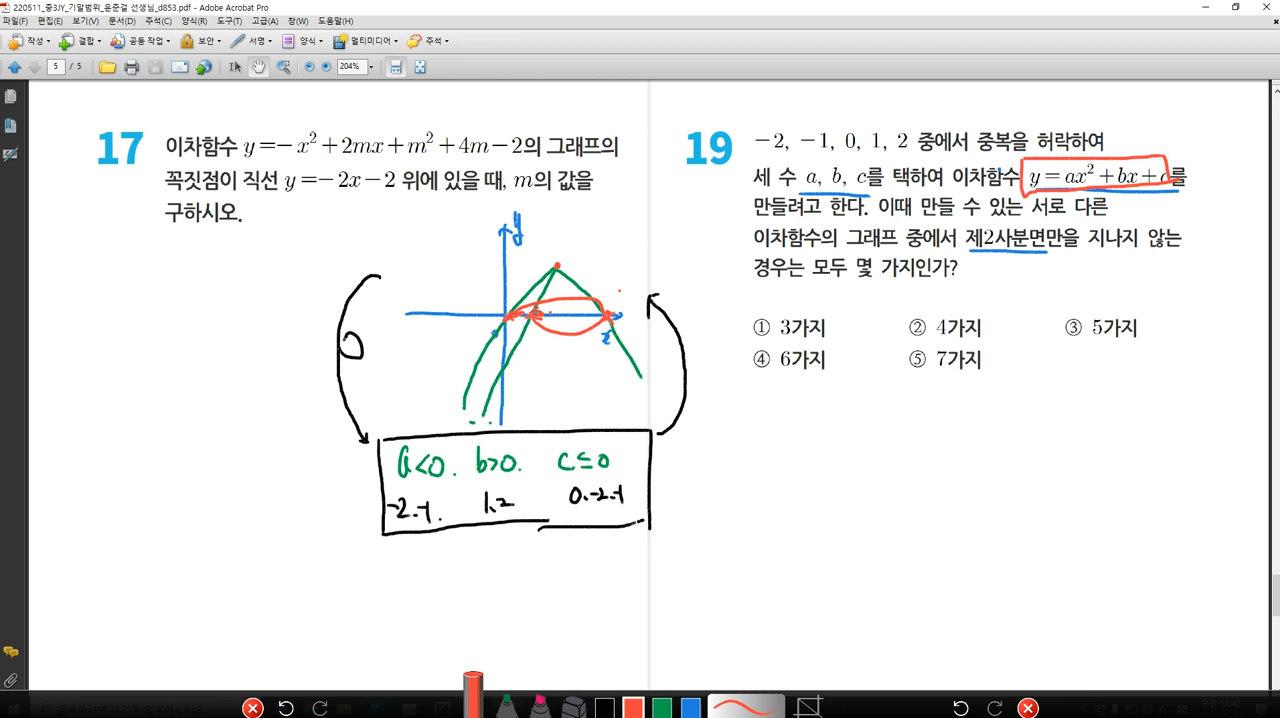 220511_중3JY_기말범위_윤준걸 선생님_d853.pdf - Adobe Acrobat Pro
파일(F) 편집(E) 보기(V) 문서(D) 주석(C) 양식(R) 도구(T) 고급(A) 창(W) 도움말(H)
작성 결합 공동 작업 보안 서명 양식 멀티미디어 주석
5 / 5 204%
17 이차함수 y=-x²+2mx+m²+4m-2의 그래프의
꼭짓점이 직선 y=-2x-2 위에 있을 때, m의 값을
구하시오.
y
x
a<0. b>0. c≤0
-2.-1. 1.2 0.-2.-1
19 -2, -1, 0, 1, 2 중에서 중복을 허락하여
세 수 a, b, c를 택하여 이차함수 y=ax²+bx+c를
만들려고 한다. 이때 만들 수 있는 서로 다른
이차함수의 그래프 중에서 제2사분면만을 지나지 않는
경우는 모두 몇 가지인가?
① 3가지 ② 4가지 ③ 5가지
④ 6가지 ⑤ 7가지